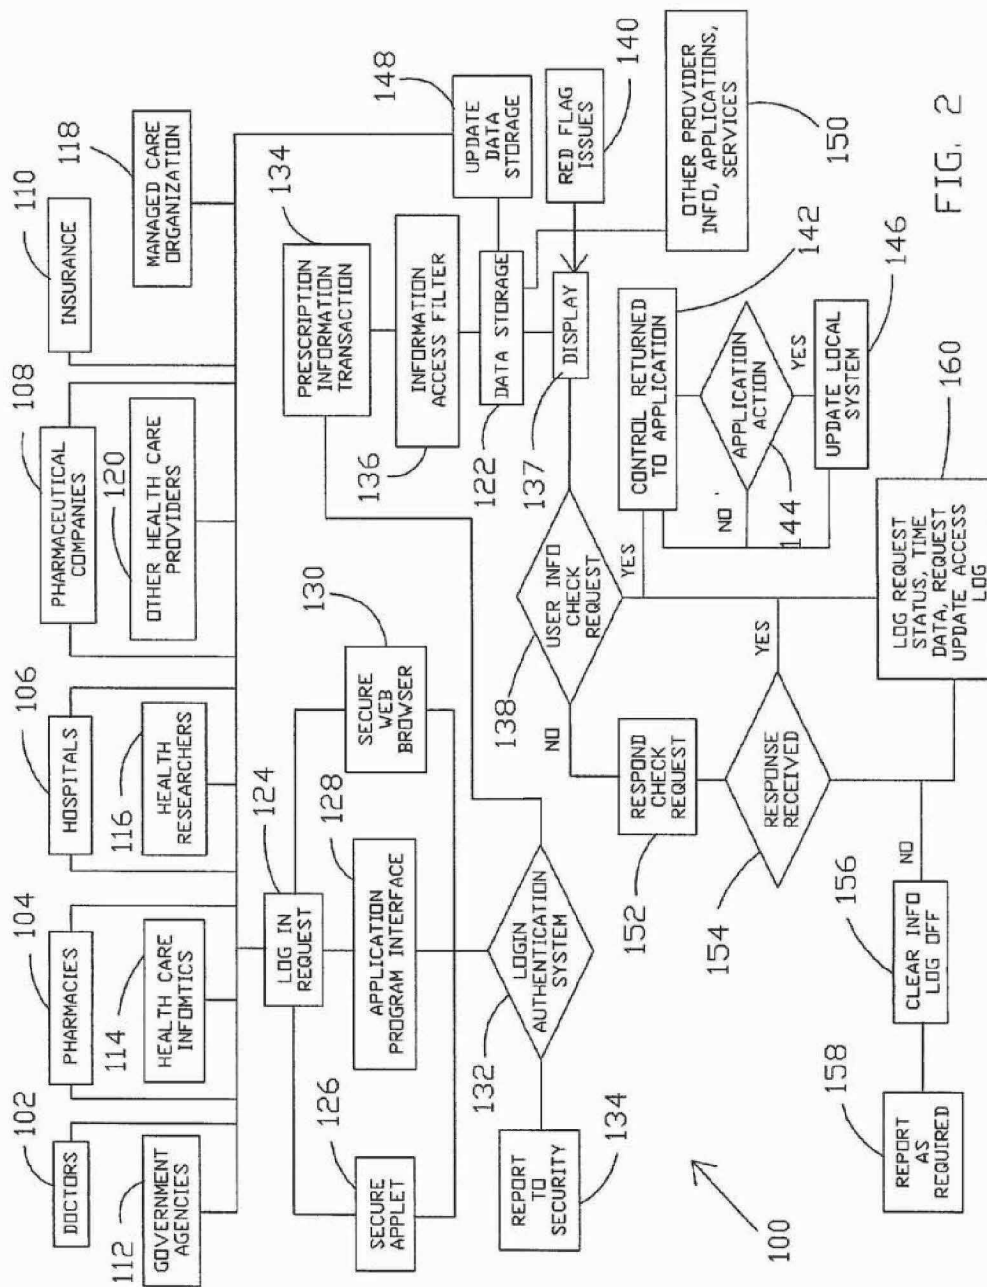 102
DOCTORS
112
GOVERNMENT
AGENCIES
104
PHARMACIES
114
HEALTH CARE
INFOMTICS
106
HOSPITALS
116
HEALTH
RESEARCHERS
108
PHARMACEUTICAL
COMPANIES
120
OTHER HEALTH CARE
PROVIDERS
110
INSURANCE
118
MANAGED CARE
ORGANIZATION
124
LOG IN
REQUEST
126
SECURE
APPLET
128
APPLICATION
PROGRAM INTERFACE
130
SECURE
WEB
BROWSER
132
LOGIN
AUTHENTICATION
SYSTEM
REPORT
TO
SECURITY
134
134
PRESCRIPTION
INFORMATION
TRANSACTION
136
INFORMATION
ACCESS FILTER
148
UPDATE
DATA
STORAGE
122
DATA STORAGE
137
DISPLAY
140
RED FLAG
ISSUES
OTHER PROVIDER
INFO, APPLICATIONS,
SERVICES
150
138
USER INFO
CHECK
REQUEST
NO
YES
142
CONTROL RETURNED
TO APPLICATION
144
APPLICATION
ACTION
NO
YES
146
UPDATE LOCAL
SYSTEM
152
RESPOND
CHECK
REQUEST
154
RESPONSE
RECEIVED
YES
NO
156
CLEAR INFO
LOG OFF
158
REPORT
AS
REQUIRED
160
LOG REQUEST
STATUS, TIME
DATA, REQUEST
UPDATE ACCESS
LOG
100
FIG. 2